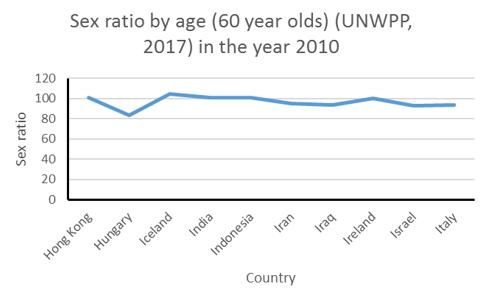 Sex ratio by age (60 year olds) (UNWPP,
2017) in the year 2010
120
100
80
60
40
20
0
Sex ratio
Hong Kong
Hungary
Iceland
India
Indonesia
Iran
Iraq
Ireland
Israel
Italy
Country